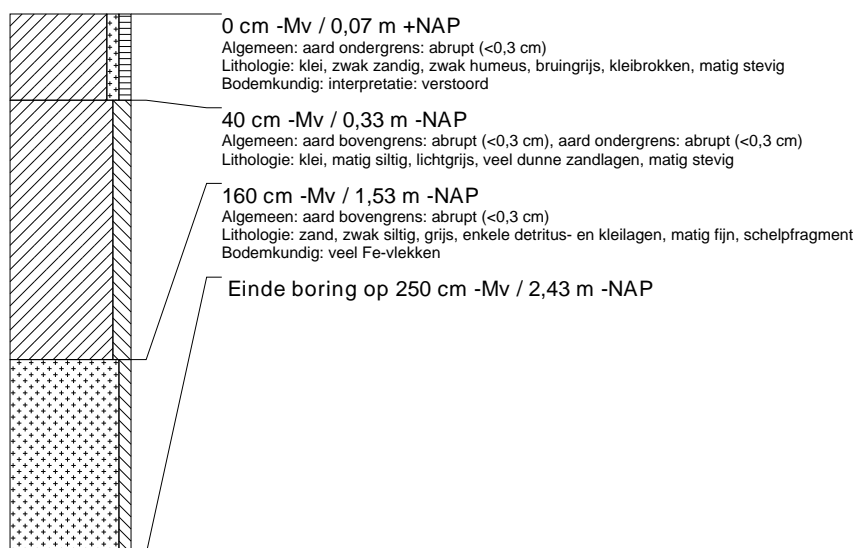 0 cm -Mv / 0,07 m +NAP
Algemeen: aard ondergrens: abrupt (<0,3 cm)
Lithologie: klei, zwak zandig, zwak humeus, bruingrijs, kleibrokken, matig stevig
Bodemkundig: interpretatie: verstoord
40 cm -Mv / 0,33 m -NAP
Algemeen: aard bovengrens: abrupt (<0,3 cm), aard ondergrens: abrupt (<0,3 cm)
Lithologie: klei, matig siltig, lichtgrijs, veel dunne zandlagen, matig stevig
160 cm -Mv / 1,53 m -NAP
Algemeen: aard bovengrens: abrupt (<0,3 cm)
Lithologie: zand, zwak siltig, grijs, enkele detritus- en kleilagen, matig fijn, schelpfragment
Bodemkundig: veel Fe-vlekken
Einde boring op 250 cm -Mv / 2,43 m -NAP